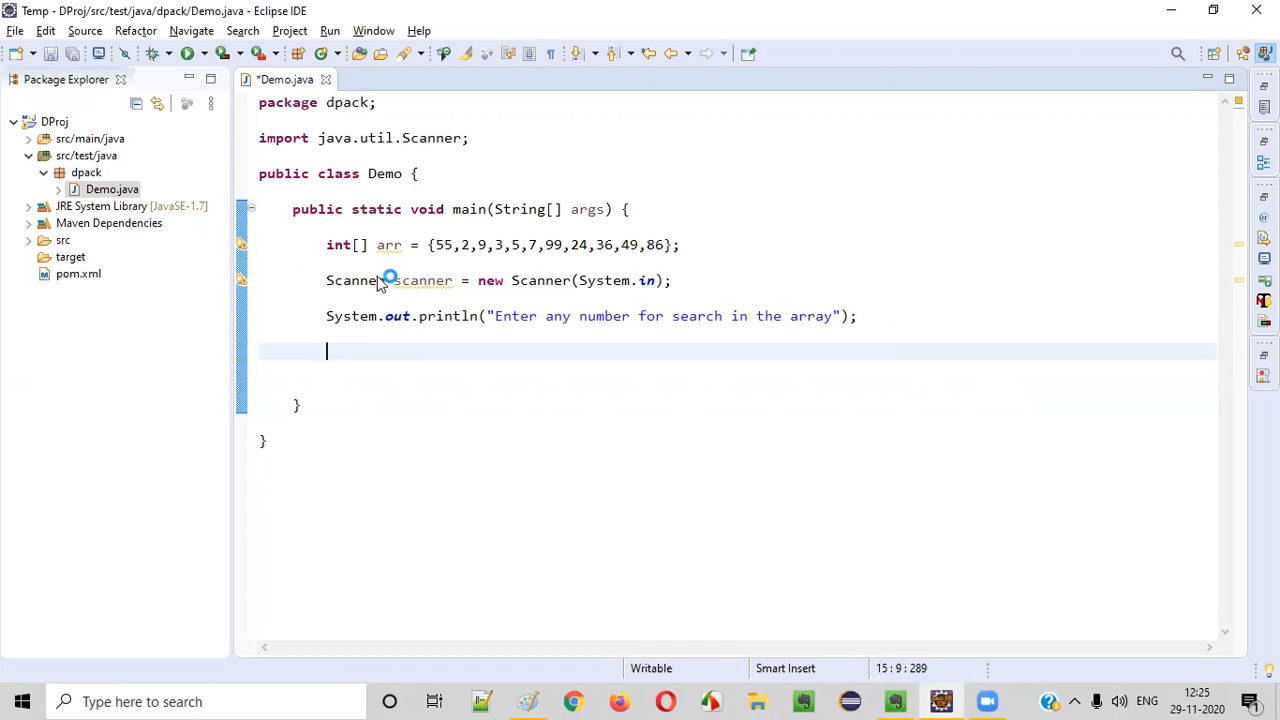 Temp - DProj/src/test/java/dpack/Demo.java - Eclipse IDE
File Edit Source Refactor Navigate Search Project Run Window Help
Package Explorer
*Demo.java
DProj
src/main/java
src/test/java
dpack
Demo.java
JRE System Library [JavaSE-1.7]
Maven Dependencies
src
target
pom.xml
package dpack;
import java.util.Scanner;
public class Demo {
public static void main(String[] args) {
int[] arr = {55,2,9,3,5,7,99,24,36,49,86};
Scanner scanner = new Scanner(System.in);
System.out.println("Enter any number for search in the array");
}
}
Writable Smart Insert 15 : 9 : 289
Type here to search
ENG
12:25
29-11-2020